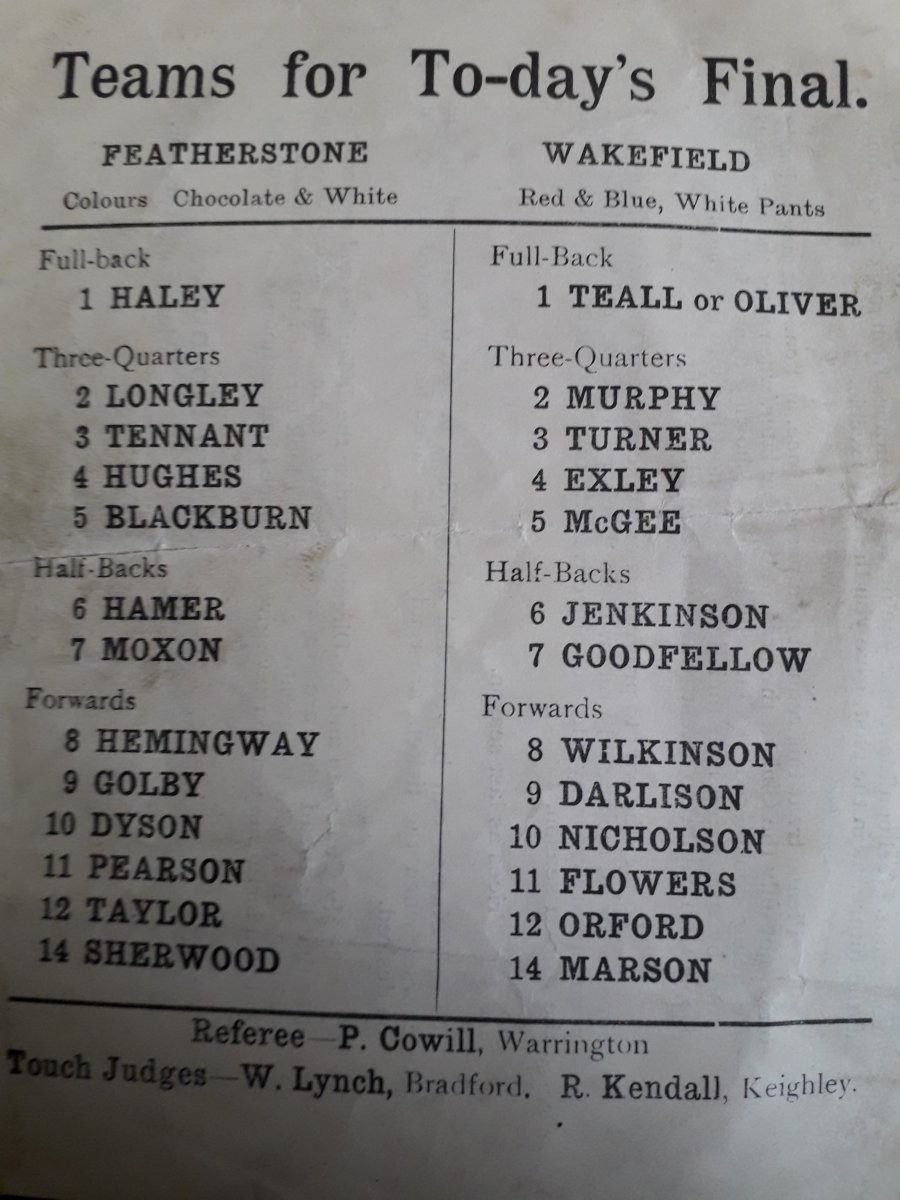 Teams for To-day's Final.
FEATHERSTONE
Colours Chocolate & White
Full-back
1 HALEY
Three-Quarters
2 LONGLEY
3 TENNANT
4 HUGHES
5 BLACKBURN
Half-Backs
6 HAMER
7 MOXON
Forwards
8 HEMINGWAY
9 GOLBY
10 DYSON
11 PEARSON
12 TAYLOR
14 SHERWOOD
WAKEFIELD
Red & Blue, White Pants
Full-Back
1 TEALL or OLIVER
Three-Quarters
2 MURPHY
3 TURNER
4 EXLEY
5 McGEE
Half-Backs
6 JENKINSON
7 GOODFELLOW
Forwards
8 WILKINSON
9 DARLISON
10 NICHOLSON
11 FLOWERS
12 ORFORD
14 MARSON
Referee—P. Cowill, Warrington
Touch Judges—W. Lynch, Bradford. R. Kendall, Keighley.